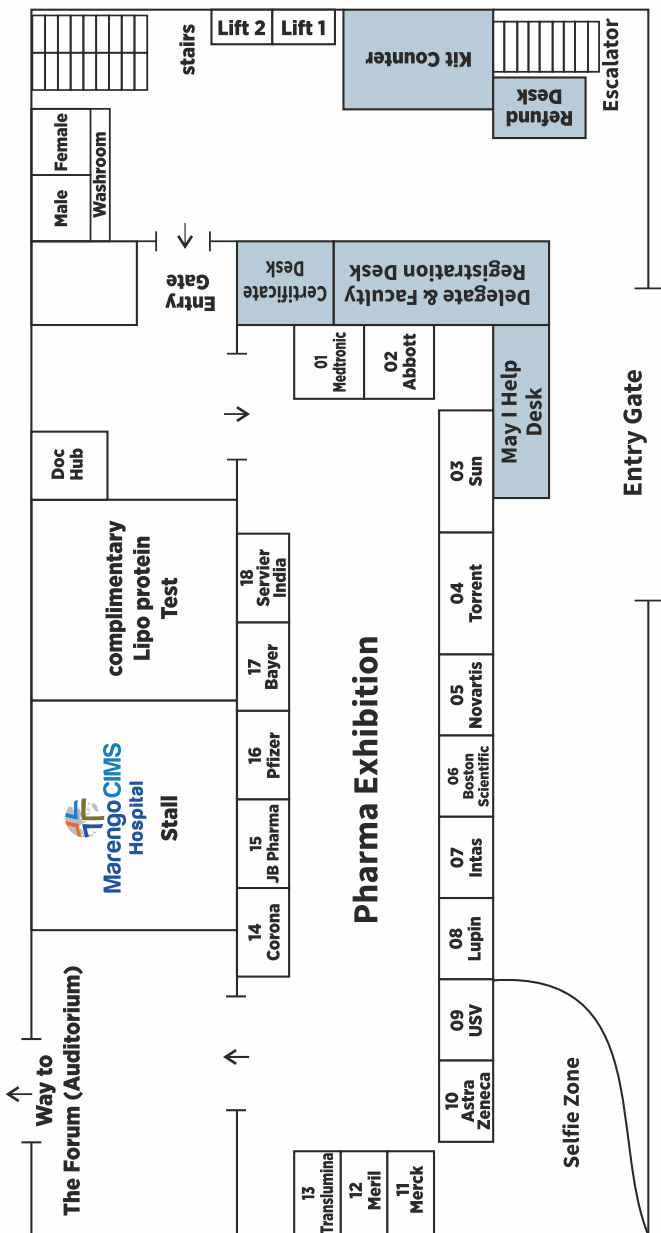 stairs
Lift 2
Lift 1
Kit Counter
Escalator
Refund
Desk
Female
Male
Washroom
Entry
Gate
Certificate
Desk
Delegate & Faculty
Registration Desk
01
Medtronic
02
Abbott
May I Help
Desk
Entry Gate
Doc
Hub
03
Sun
complimentary
Lipo protein
Test
18
Servier
India
04
Torrent
17
Bayer
05
Novartis
Marengo CIMS
Hospital
Stall
16
Pfizer
06
Boston
Scientific
Pharma Exhibition
15
JB Pharma
07
Intas
14
Corona
08
Lupin
Way to
The Forum (Auditorium)
09
USV
10
Astra
Zeneca
Selfie Zone
13
Translumina
12
Meril
11
Merck